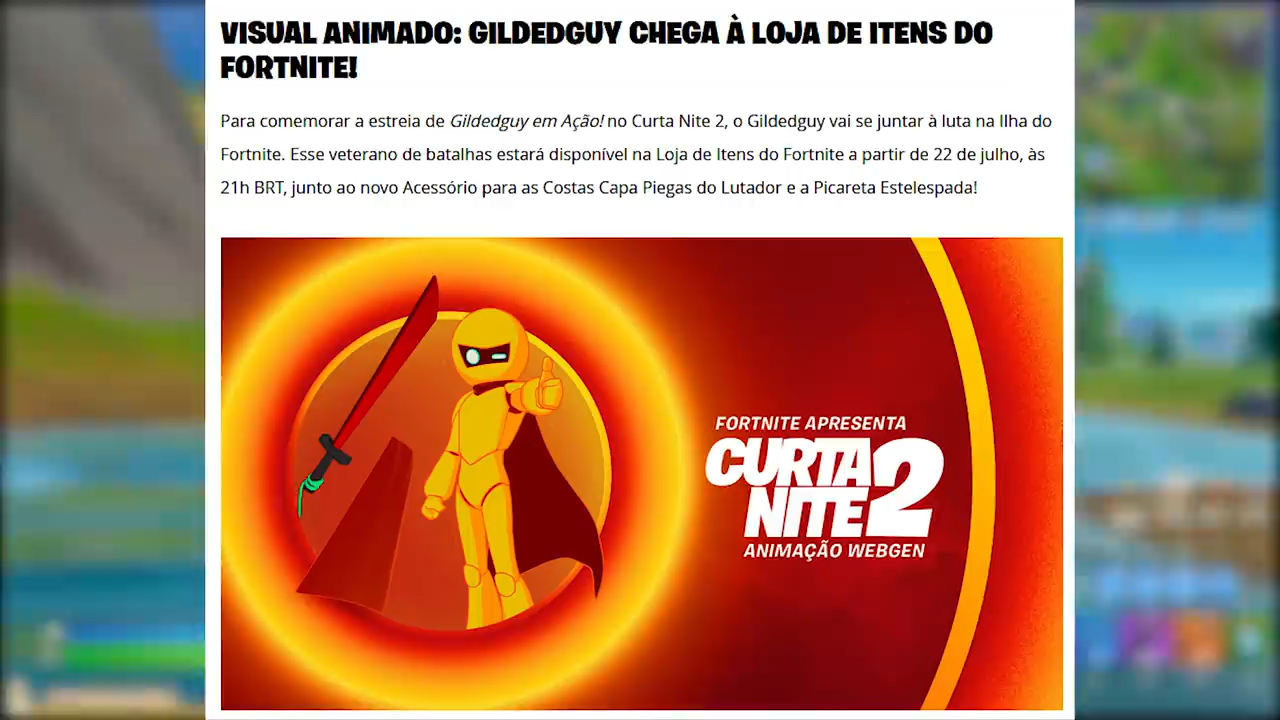 VISUAL ANIMADO: GILDEDGUY CHEGA À LOJA DE ITENS DO
FORTNITE!
Para comemorar a estreia de Gildedguy em Ação! no Curta Nite 2, o Gildedguy vai se juntar à luta na Ilha do
Fortnite. Esse veterano de batalhas estará disponível na Loja de Itens do Fortnite a partir de 22 de julho, às
21h BRT, junto ao novo Acessório para as Costas Capa Piegas do Lutador e a Picareta Estelespada!
FORTNITE APRESENTA
CURTA
NITE 2
ANIMAÇÃO WEBGEN